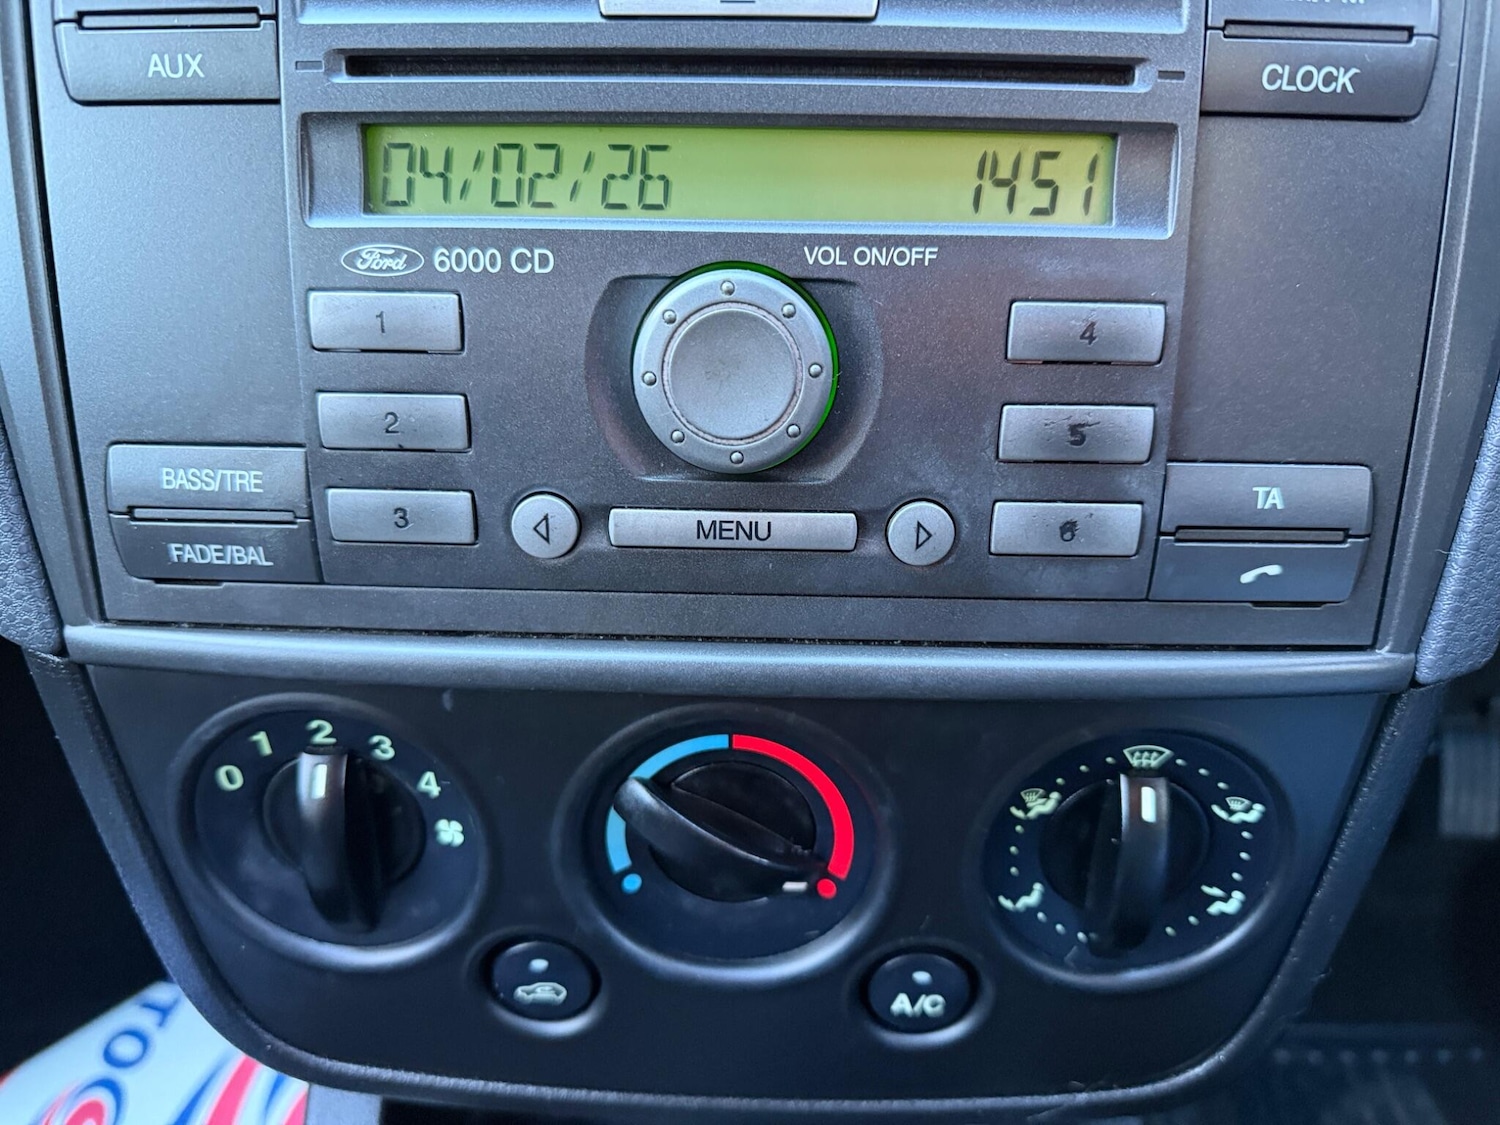 AUX
CLOCK
04/02/26 1451
Ford 6000 CD
VOL ON/OFF
1
4
2
5
BASS/TRE
3
MENU
6
TA
FADE/BAL
0 1 2 3 4
A/C
TOC